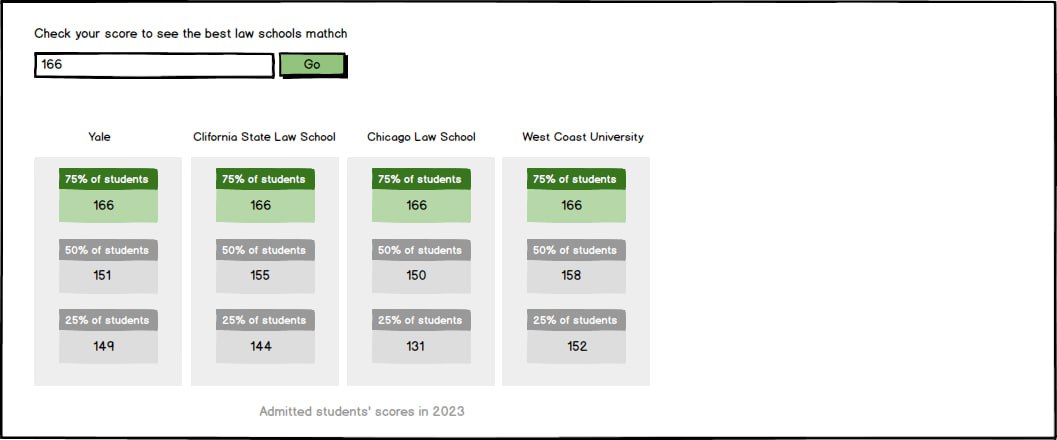 Check your score to see the best law schools mathch
166
Go
Yale
Clifornia State Law School
Chicago Law School
West Coast University
75% of students
75% of students
75% of students
75% of students
166
166
166
166
50% of students
50% of students
50% of students
50% of students
151
155
150
158
25% of students
25% of students
25% of students
25% of students
149
144
131
152
Admitted students' scores in 2023